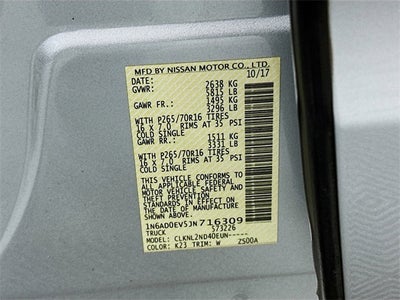 MFD BY NISSAN MOTOR CO., LTD.
DATE: 10/17
GVWR: 2638 KG
5815 LB
GAWR FR: 1495 KG
3296 LB
WITH P265/70R16 TIRES
16 X 7.0 RIMS AT 35 PSI
COLD SINGLE
GAWR RR: 1511 KG
3331 LB
WITH P265/70R16 TIRES
16 X 7.0 RIMS AT 35 PSI
COLD SINGLE
THIS VEHICLE CONFORMS TO
ALL APPLICABLE FEDERAL
MOTOR VEHICLE SAFETY AND
THEFT PREVENTION STANDARDS
IN EFFECT ON THE DATE OF
MANUFACTURE SHOWN ABOVE.
1N6AD0EV5JN716309
TRUCK 573226
MODEL: CLKNL2ND40EUN-----
COLOR: K23 TRIM: W ZS00A